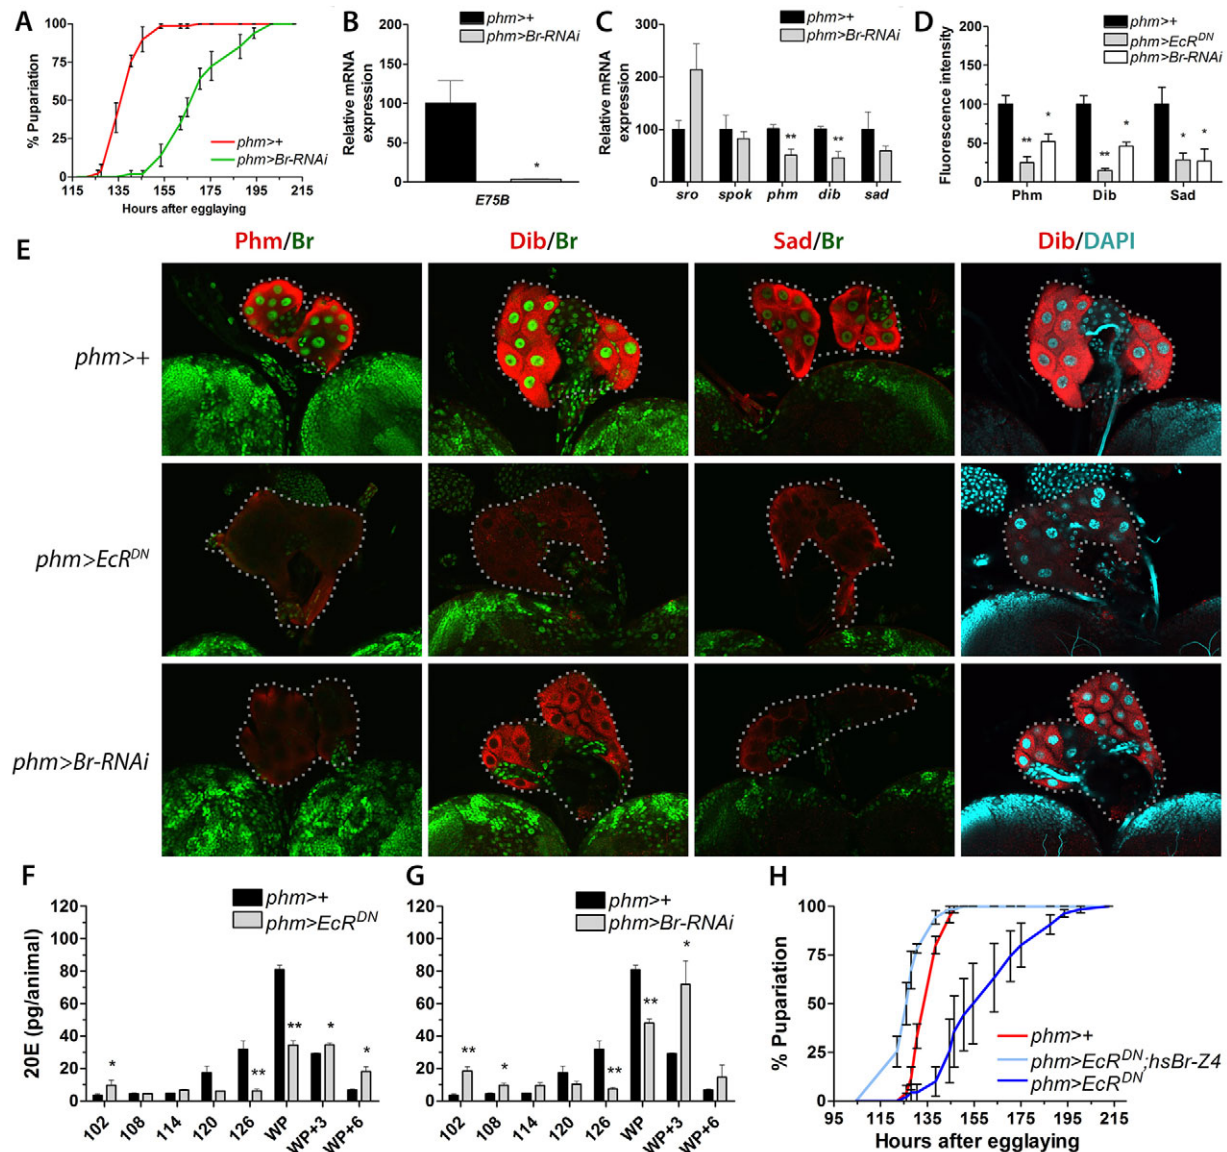 A
% Pupariation
100
75
50
25
0
phm>+
phm>Br-RNAi
115 135 155 175 195 215
Hours after egglaying
B
phm>+
phm>Br-RNAi
Relative mRNA
expression
200
150
100
50
0
*
E75B
C
phm>+
phm>Br-RNAi
Relative mRNA
expression
300
200
100
0
** **
sro spok phm dib sad
D
phm>+
phm>EcR^DN
phm>Br-RNAi
Fluorescence intensity
200
150
100
50
0
** * ** * * *
Phm Dib Sad
E
Phm/Br Dib/Br Sad/Br Dib/DAPI
phm>+
phm>EcR^DN
phm>Br-RNAi
F
phm>+
phm>EcR^DN
20E (pg/animal)
120
100
80
60
40
20
0
* ** ** * *
102 108 114 120 126 WP WP+3 WP+6
G
phm>+
phm>Br-RNAi
120
100
80
60
40
20
0
** * ** ** *
102 108 114 120 126 WP WP+3 WP+6
H
% Pupariation
100
75
50
25
0
phm>+
phm>EcR^DN;hsBr-Z4
phm>EcR^DN
95 115 135 155 175 195 215
Hours after egglaying